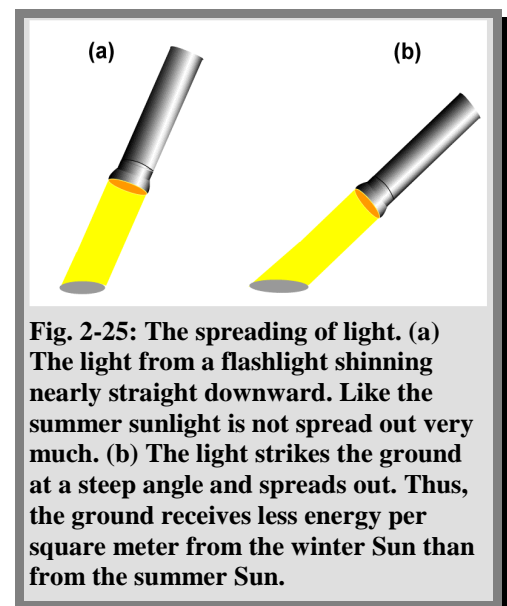 (a) (b)
Fig. 2-25: The spreading of light. (a)
The light from a flashlight shinning
nearly straight downward. Like the
summer sunlight is not spread out very
much. (b) The light strikes the ground
at a steep angle and spreads out. Thus,
the ground receives less energy per
square meter from the winter Sun than
from the summer Sun.